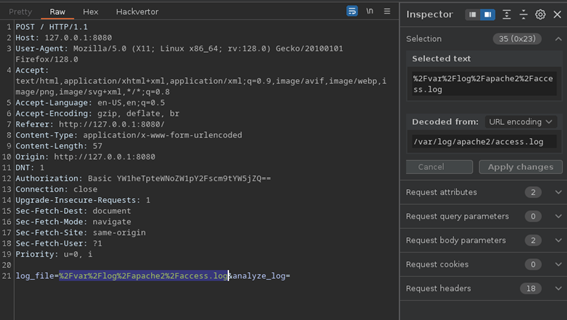 Pretty Raw Hex Hackvertor
\n
1 POST / HTTP/1.1
2 Host: 127.0.0.1:8080
3 User-Agent: Mozilla/5.0 (X11; Linux x86_64; rv:128.0) Gecko/20100101
Firefox/128.0
4 Accept:
text/html,application/xhtml+xml,application/xml;q=0.9,image/avif,image/webp,i
mage/png,image/svg+xml,*/*;q=0.8
5 Accept-Language: en-US,en;q=0.5
6 Accept-Encoding: gzip, deflate, br
7 Referer: http://127.0.0.1:8080/
8 Content-Type: application/x-www-form-urlencoded
9 Content-Length: 57
10 Origin: http://127.0.0.1:8080
11 DNT: 1
12 Authorization: Basic YW1heTpteWNoZW1pY2Fscm9tYW5jZQ==
13 Connection: close
14 Upgrade-Insecure-Requests: 1
15 Sec-Fetch-Dest: document
16 Sec-Fetch-Mode: navigate
17 Sec-Fetch-Site: same-origin
18 Sec-Fetch-User: ?1
19 Priority: u=0, i
20
21 log_file=%2Fvar%2Flog%2Fapache2%2Faccess.log&analyze_log=
Inspector
Selection 35 (0x23)
Selected text
%2Fvar%2Flog%2Fapache2%2Facce
ss.log
Decoded from: URL encoding
/var/log/apache2/access.log
Cancel Apply changes
Request attributes 2
Request query parameters 0
Request body parameters 2
Request cookies 0
Request headers 18